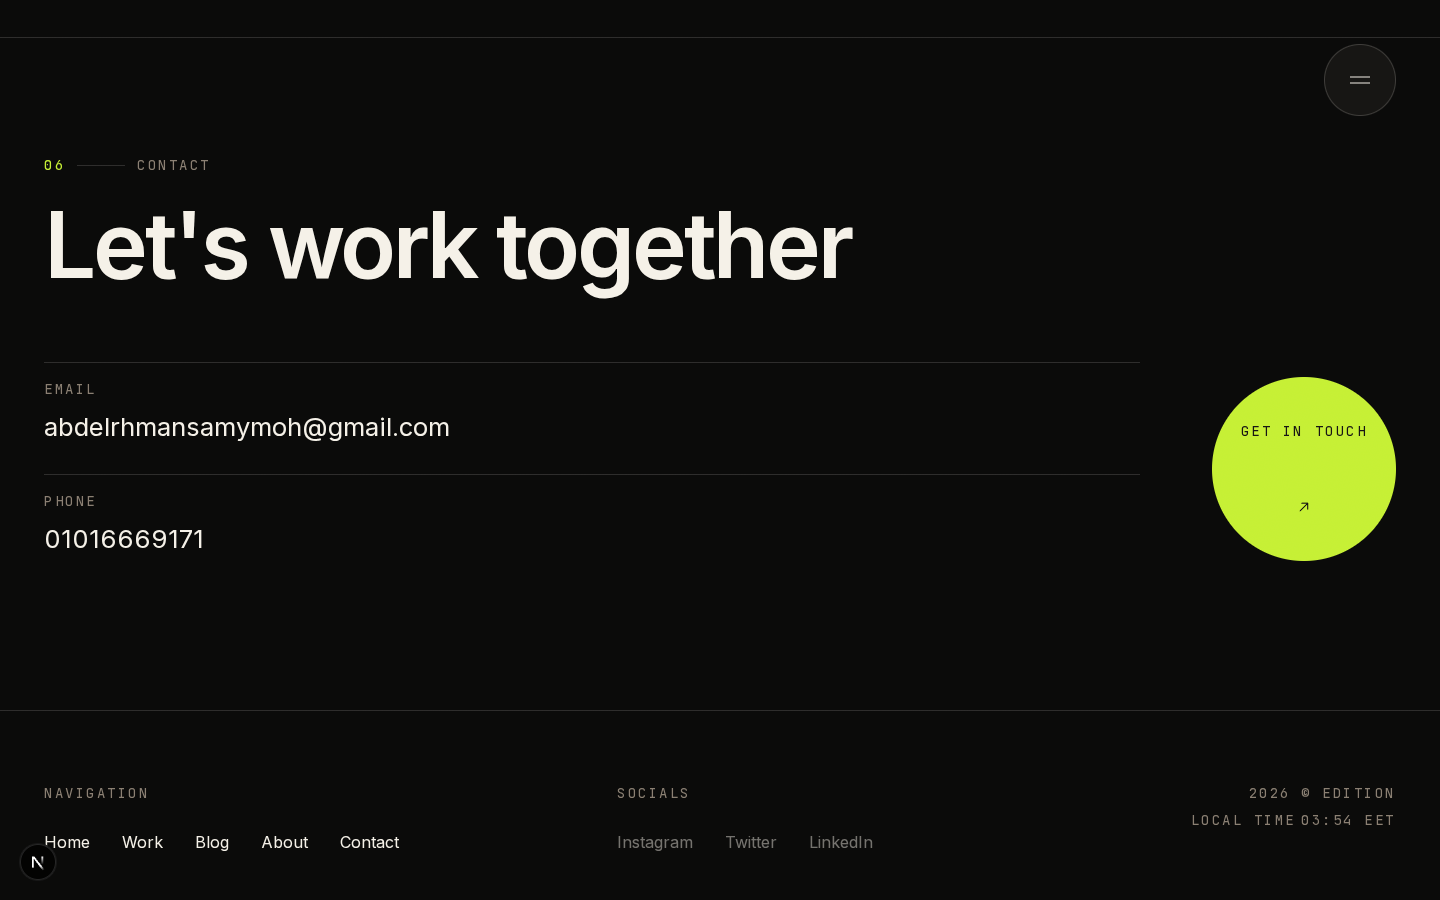 06 CONTACT
Let's work together
EMAIL
abdelrhmansamymoh@gmail.com
PHONE
01016669171
GET IN TOUCH
↗
NAVIGATION
Home Work Blog About Contact
SOCIALS
Instagram Twitter LinkedIn
2026 © EDITION
LOCAL TIME 03:54 EET
N